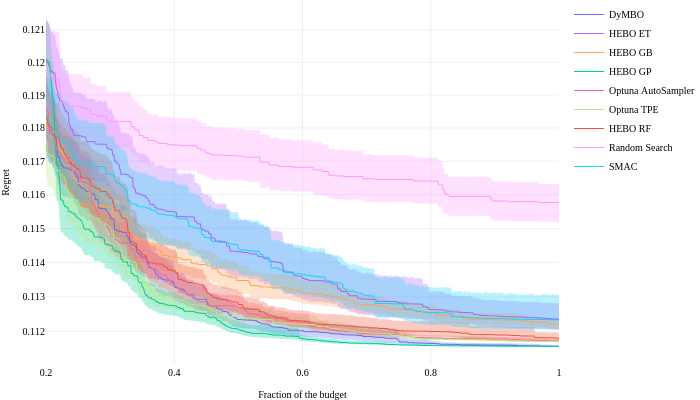 0.121
0.12
0.119
0.118
0.117
0.116
0.115
0.114
0.113
0.112
Regret
0.2
0.4
0.6
0.8
1
Fraction of the budget
DyMBO
HEBO ET
HEBO GB
HEBO GP
Optuna AutoSampler
Optuna TPE
HEBO RF
Random Search
SMAC